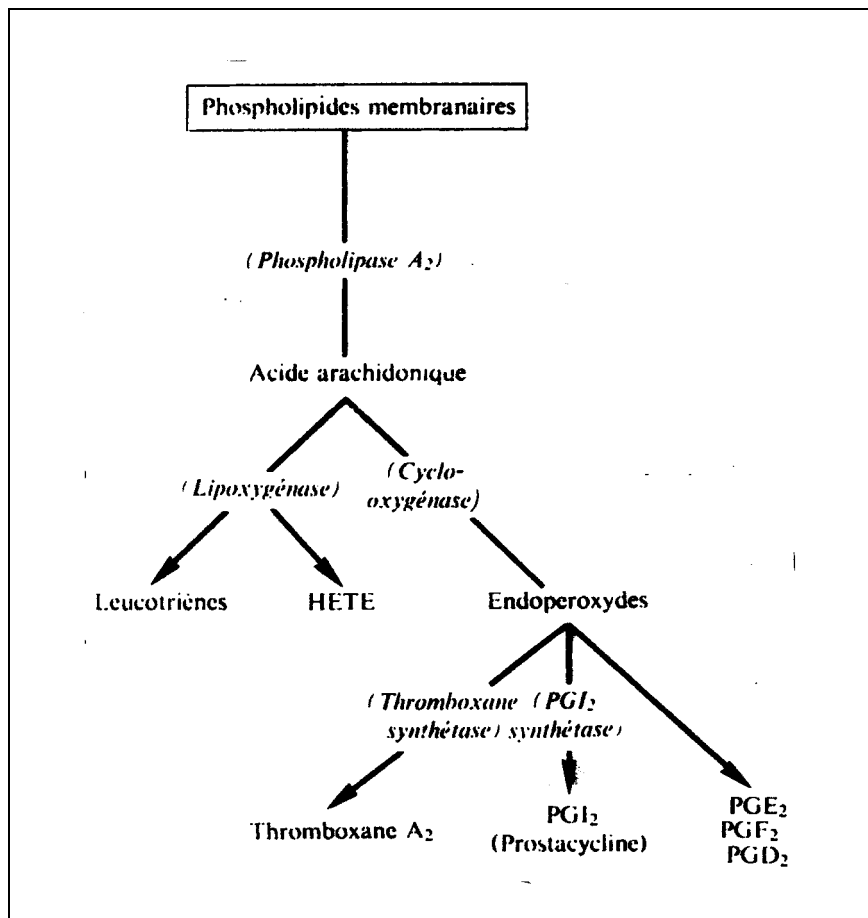 Phospholipides membranaires
(Phospholipase A₂)
Acide arachidonique
(Lipoxygénase)
(Cyclo-
oxygénase)
Leucotriènes
HETE
Endoperoxydes
(Thromboxane
synthétase)
(PGI₂
synthétase)
Thromboxane A₂
PGI₂
(Prostacycline)
PGE₂
PGF₂
PGD₂